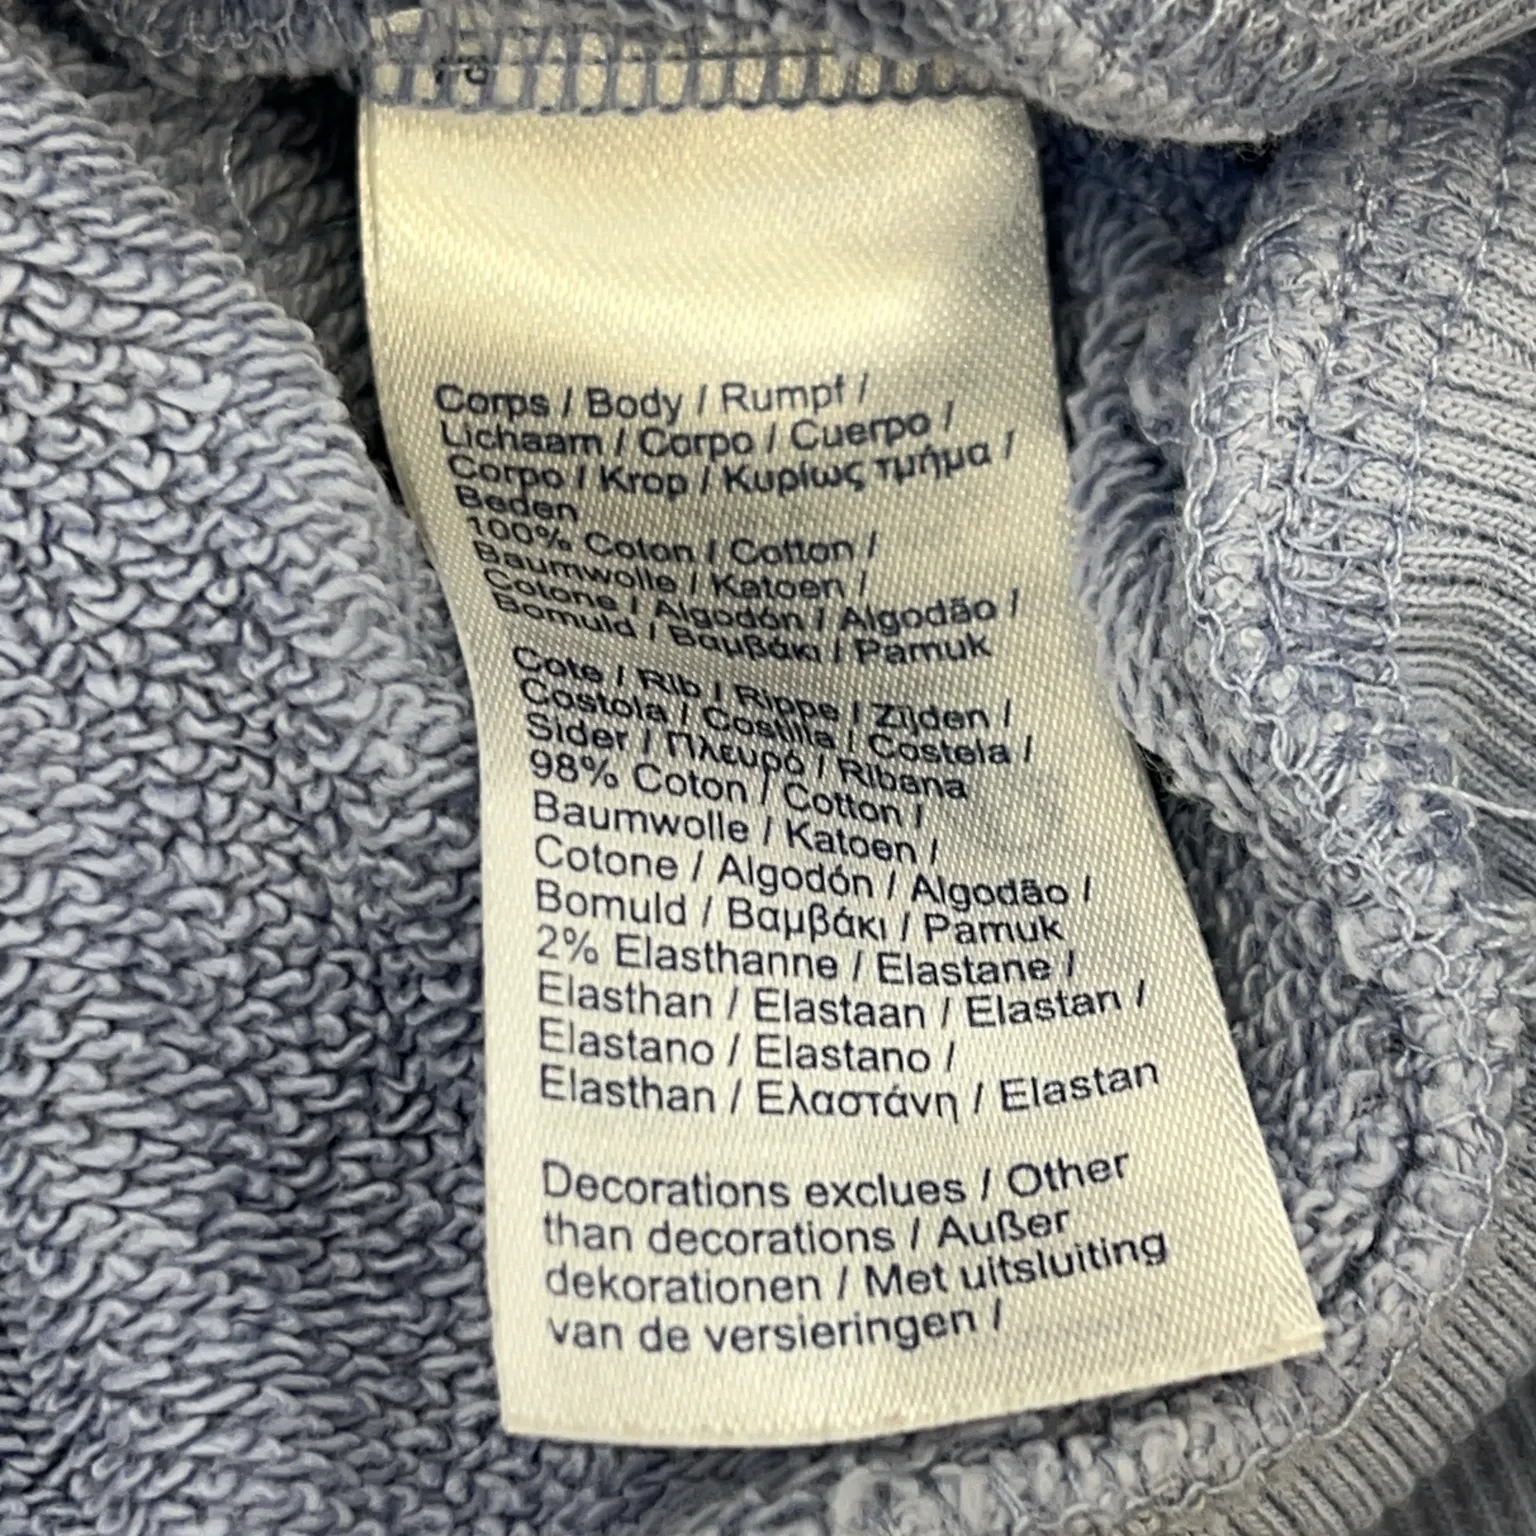 Corps / Body / Rumpf /
Lichaam / Corpo / Cuerpo /
Corpo / Krop / Κυρίως τμήμα /
Beden
100% Coton / Cotton /
Baumwolle / Katoen /
Cotone / Algodón / Algodão /
Bomuld / Βαμβάκι / Pamuk
Cote / Rib / Rippe / Zijden /
Costola / Costilla / Costela /
Sider / Πλευρό / Ribana
98% Coton / Cotton /
Baumwolle / Katoen /
Cotone / Algodón / Algodão /
Bomuld / Βαμβάκι / Pamuk
2% Elasthanne / Elastane /
Elasthan / Elastaan / Elastan /
Elastano / Elastano /
Elasthan / Ελαστάνη / Elastan
Decorations exclues / Other
than decorations / Außer
dekorationen / Met uitsluiting
van de versieringen /